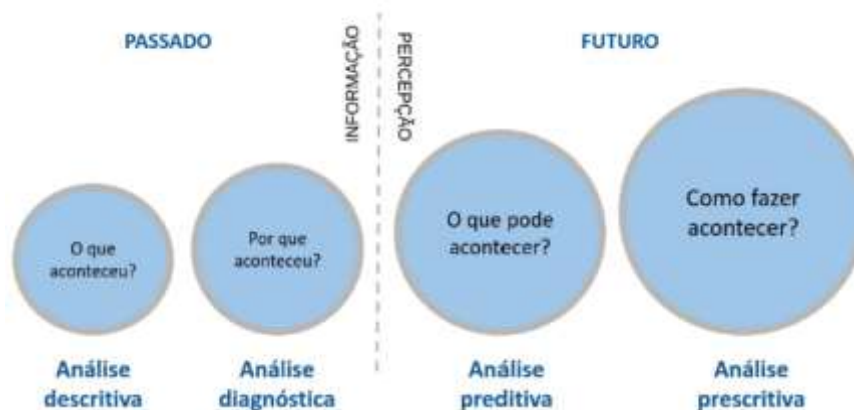 PASSADO
INFORMAÇÃO
PERCEPÇÃO
FUTURO
O que
aconteceu?
Por que
aconteceu?
O que pode
acontecer?
Como fazer
acontecer?
Análise
descritiva
Análise
diagnóstica
Análise
preditiva
Análise
prescritiva